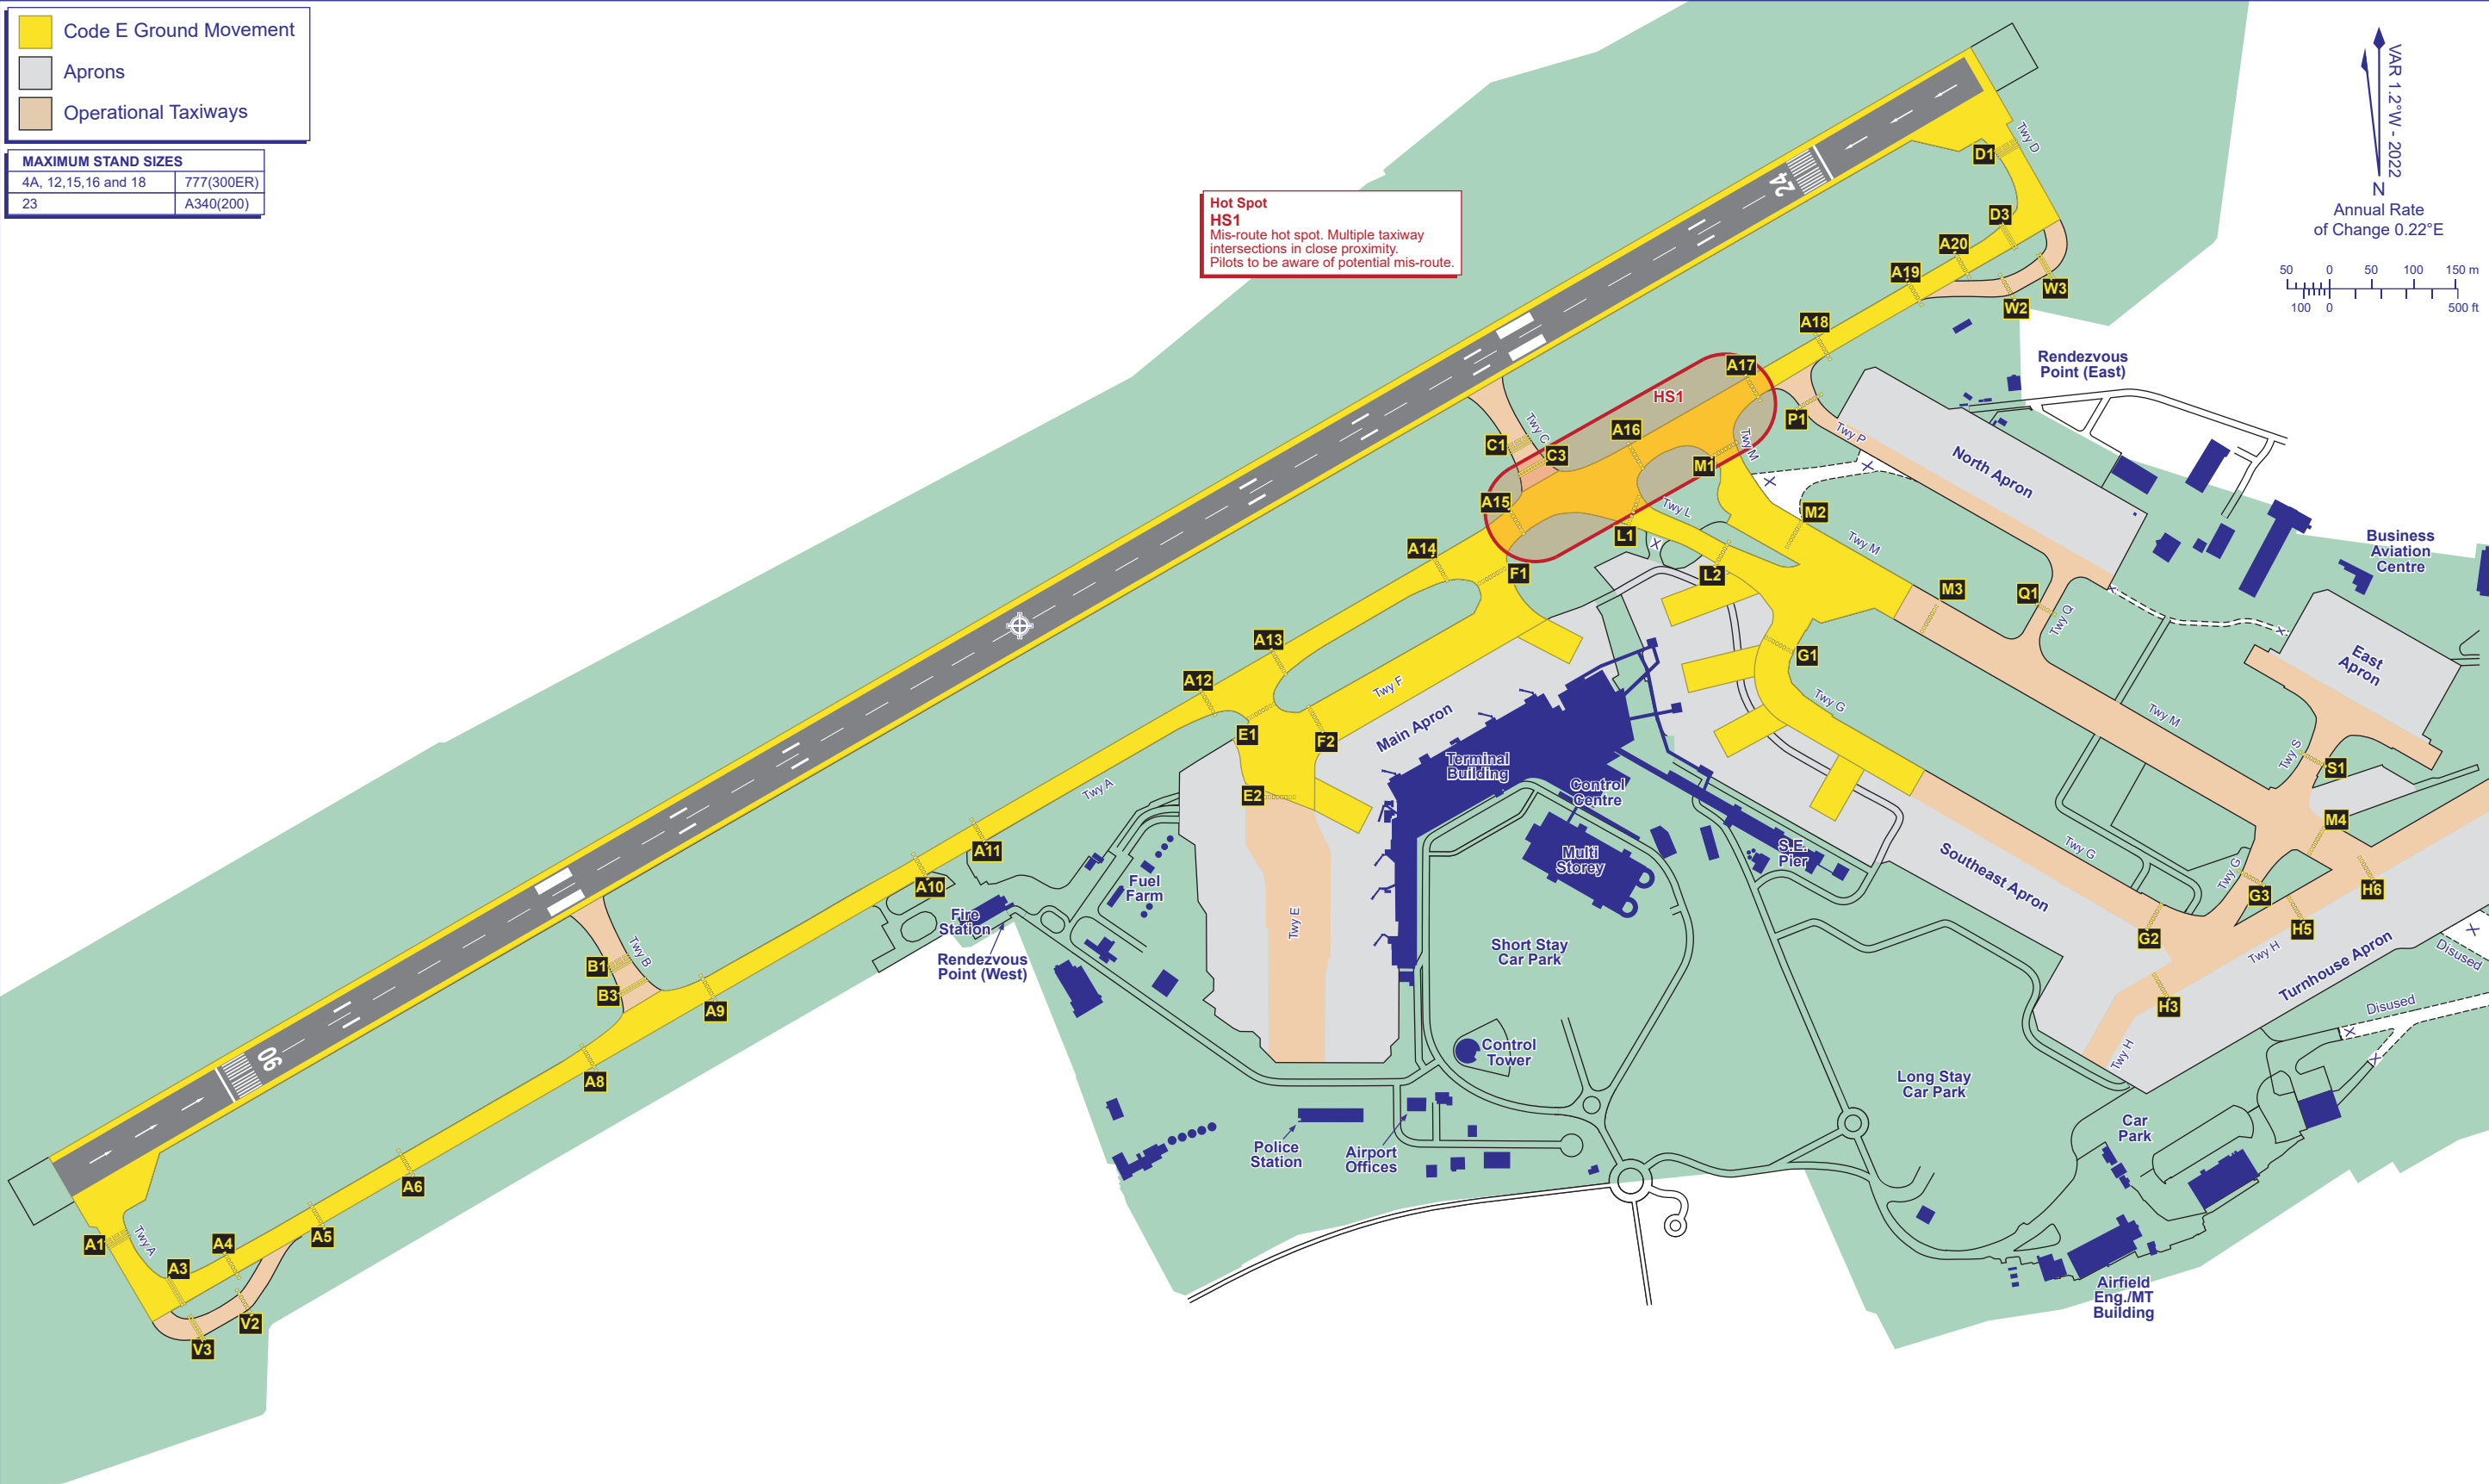 Code E Ground Movement
Aprons
Operational Taxiways
MAXIMUM STAND SIZES
4A, 12,15,16 and 18
777(300ER)
23
A340(200)
Hot Spot
HS1
Mis-route hot spot. Multiple taxiway
intersections in close proximity.
Pilots to be aware of potential mis-route.
VAR 1.2°W - 2022
N
Annual Rate
of Change 0.22°E
50 0 50 100 150 m
100 0 500 ft
24
Twy D
D1
D3
A20
A19
W3
W2
A18
Rendezvous
Point (East)
A17
HS1
P1
Twy P
A16
Twy C
C1
C3
M1
Twy M
X
X
North Apron
A15
Twy L
M2
L1
X
Twy M
A14
F1
L2
Business
Aviation
Centre
M3
Q1
Twy Q
X
X
A13
G1
East
Apron
A12
Twy F
Twy G
Main Apron
Twy M
E1
F2
Terminal
Building
Twy S
S1
Control
Centre
Twy A
E2
M4
A11
Multi
Storey
S.E.
Pier
Twy G
Southeast Apron
Twy G
G3
H6
A10
Fuel
Farm
Fire
Station
Twy E
H5
X
G2
Twy H
Turnhouse Apron
Disused
Short Stay
Car Park
Rendezvous
Point (West)
Twy B
B1
B3
A9
H3
Disused
X
X
Control
Tower
Twy H
06
A8
Long Stay
Car Park
Car
Park
Police
Station
Airport
Offices
A6
A5
A4
A1
Twy A
A3
V2
V3
Airfield
Eng./MT
Building